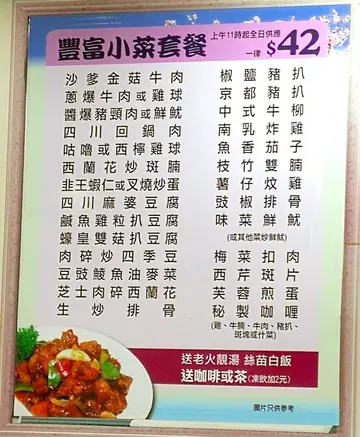 豐富小菜套餐
上午11時起全日供應
一律 $42
沙爹金菇牛肉
蔥爆牛肉或雞球
醬爆豬頸肉或鮮魷
四川回鍋肉
咕嚕或西檸雞球
西蘭花炒斑腩
韭王蝦仁或叉燒炒蛋
四川麻婆豆腐
鹹魚雞粒扒豆腐
蠔皇雙菇扒豆腐
肉碎炒四季豆
豆豉鯪魚油麥菜
芝士肉碎西蘭花
生炒排骨
椒鹽豬扒
京都豬扒
中式牛柳
南乳炸雞
魚香茄子
枝竹雙腩
薯仔炆雞
豉椒排骨
味菜鮮魷
(或其他菜炒鮮魷)
梅菜扣肉
西芹斑片
芙蓉煎蛋
秘製咖喱
(雞、牛腩、牛肉、豬扒、
斑塊或什菜)
送老火靚湯 絲苗白飯
送咖啡或茶(凍飲加2元)
圖片只供參考